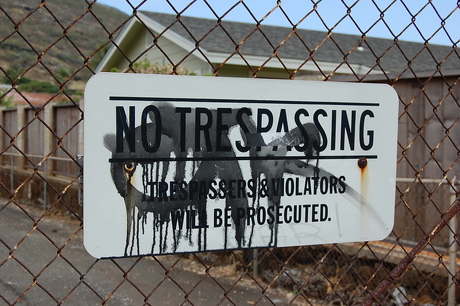 NO TRESPASSING
TRESPASSERS & VIOLATORS
WILL BE PROSECUTED.